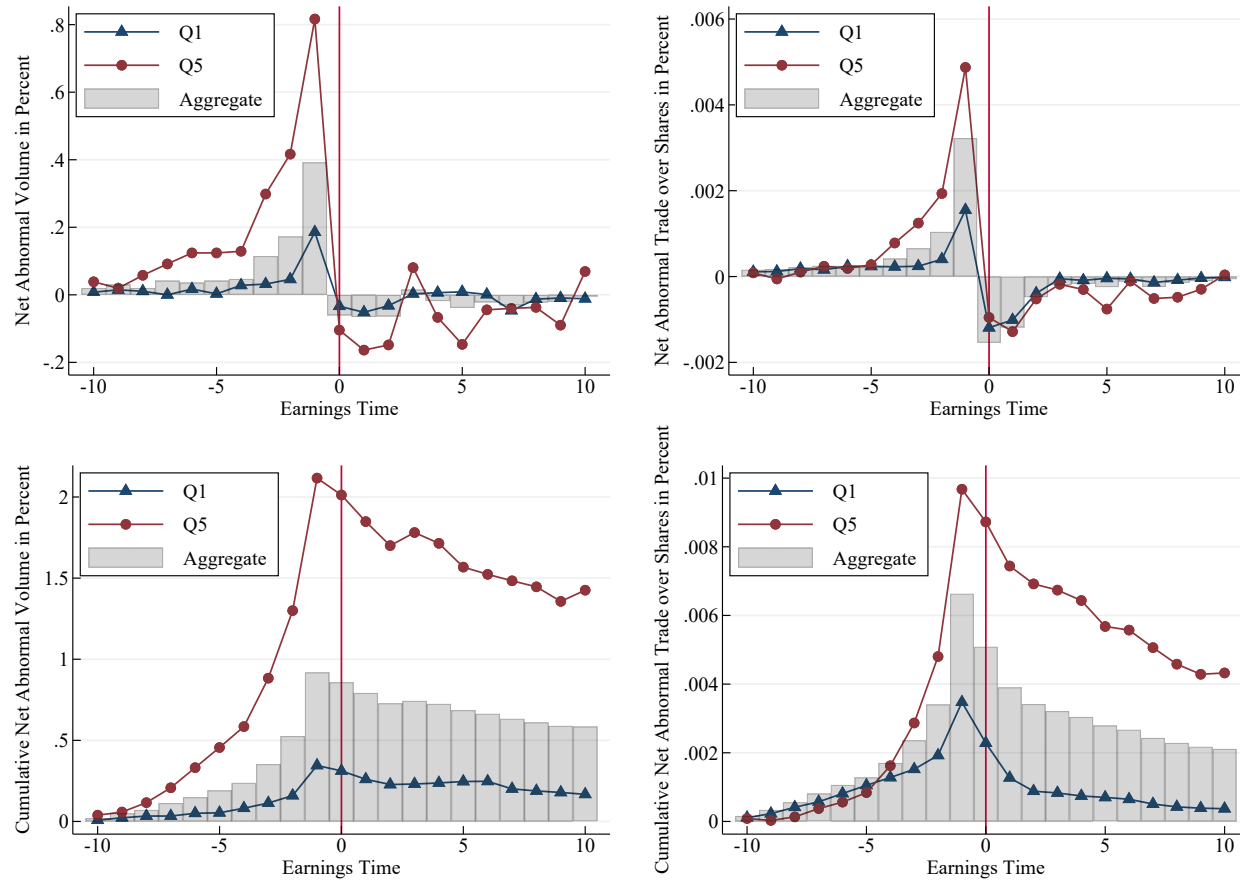 Net Abnormal Volume in Percent
.8
.6
.4
.2
0
-.2
Q1
Q5
Aggregate
-10
-5
0
5
10
Earnings Time
Net Abnormal Trade over Shares in Percent
.006
.004
.002
0
-.002
Q1
Q5
Aggregate
-10
-5
0
5
10
Earnings Time
Cumulative Net Abnormal Volume in Percent
2
1.5
1
.5
0
Q1
Q5
Aggregate
-10
-5
0
5
10
Earnings Time
Cumulative Net Abnormal Trade over Shares in Percent
.01
.008
.006
.004
.002
0
Q1
Q5
Aggregate
-10
-5
0
5
10
Earnings Time